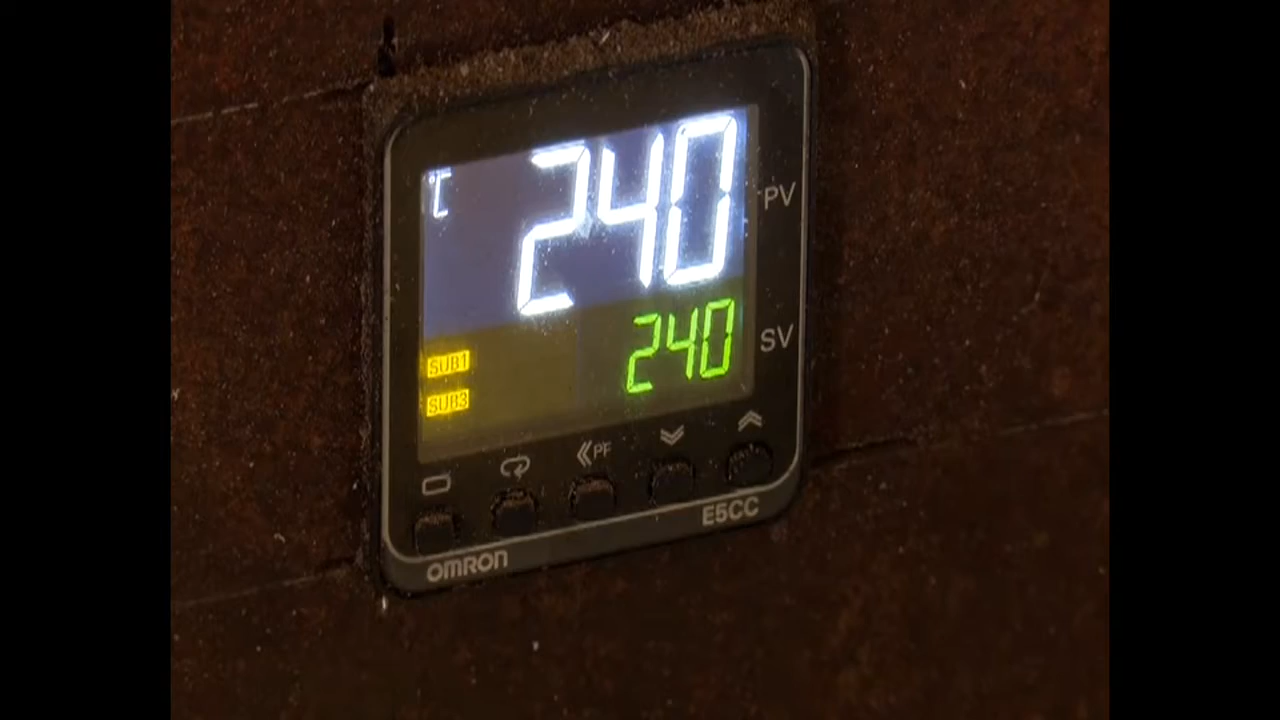 ℃ 240 PV
240 SV
SUB1
SUB3
PF
E5CC
OMRON